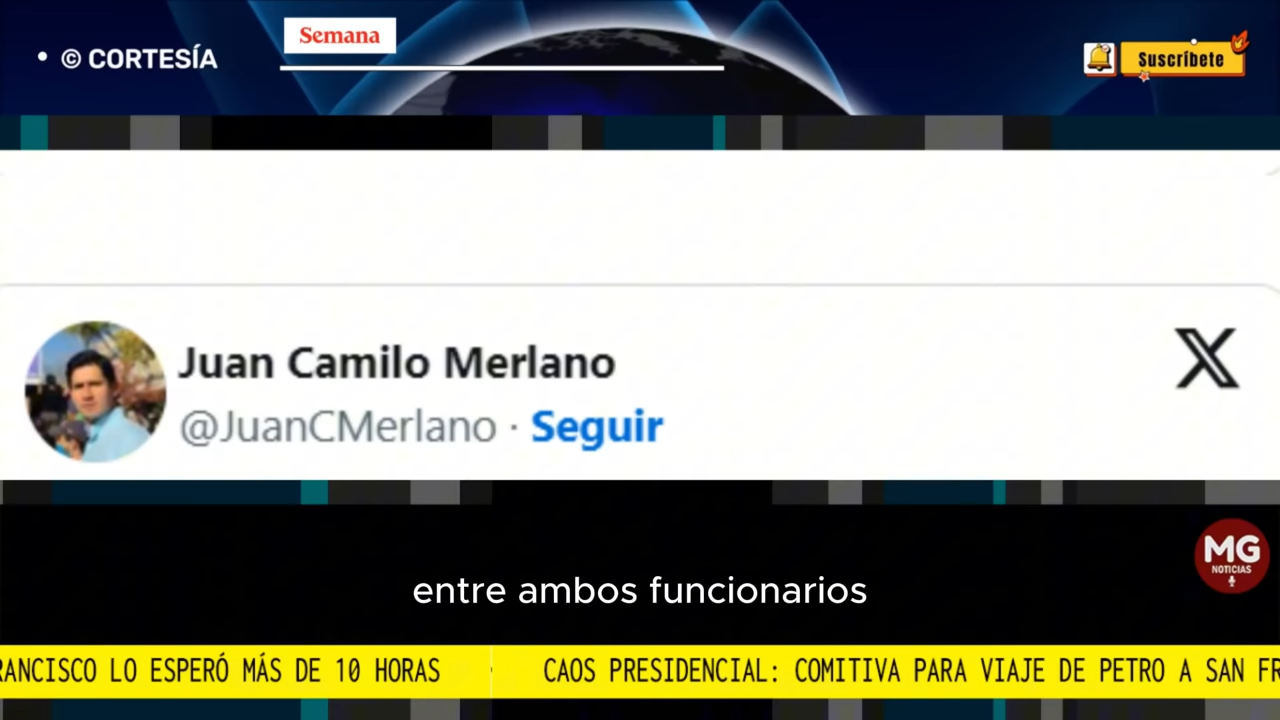 © CORTESÍA
Semana
Suscríbete
Juan Camilo Merlano
@JuanCMerlano · Seguir
X
MG
NOTICIAS
entre ambos funcionarios
RANCISCO LO ESPERÓ MÁS DE 10 HORAS · CAOS PRESIDENCIAL: COMITIVA PARA VIAJE DE PETRO A SAN FR